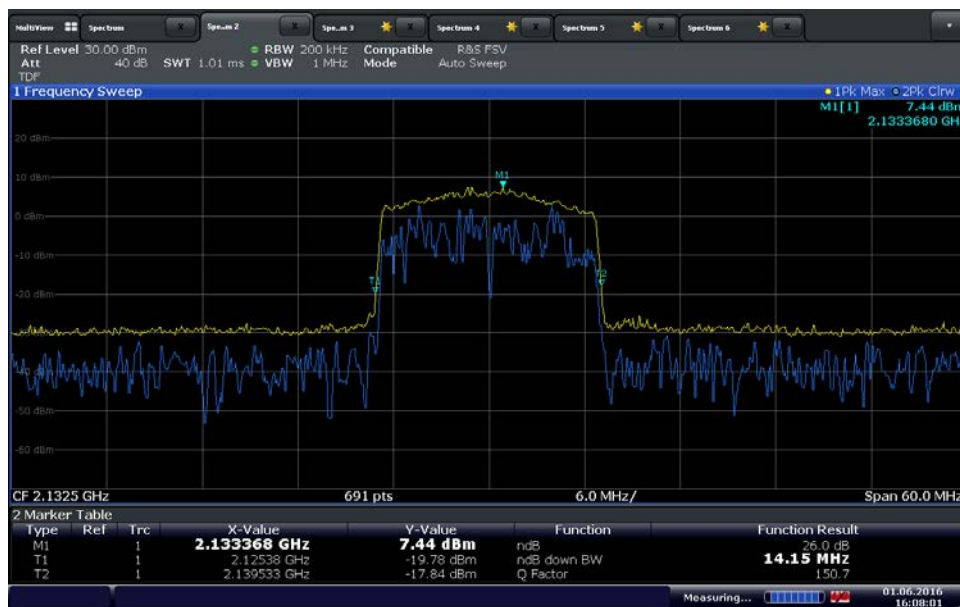 MultiView Spectrum X Spe...m 2 X Spe...m 3 X Spectrum 4 X Spectrum 5 X Spectrum 6 X
Ref Level 30.00 dBm RBW 200 kHz Compatible R&S FSV
Att 40 dB SWT 1.01 ms VBW 1 MHz Mode Auto Sweep
TDF
1 Frequency Sweep 1Pk Max 2Pk Clrw
M1[1] 7.44 dBm
2.1333680 GH
20 dBm
10 dBm
M1
0 dBm
-10 dBm
T1 T2
-20 dBm
-30 dBm
-40 dBm
-50 dBm
-60 dBm
CF 2.1325 GHz 691 pts 6.0 MHz/ Span 60.0 MHz
2 Marker Table
Type Ref Trc X-Value Y-Value Function Function Result
M1 1 2.133368 GHz 7.44 dBm ndB 26.0 dB
T1 1 2.12538 GHz -19.78 dBm ndB down BW 14.15 MHz
T2 1 2.139533 GHz -17.84 dBm Q Factor 150.7
Measuring... 01.06.2016
16:08:01